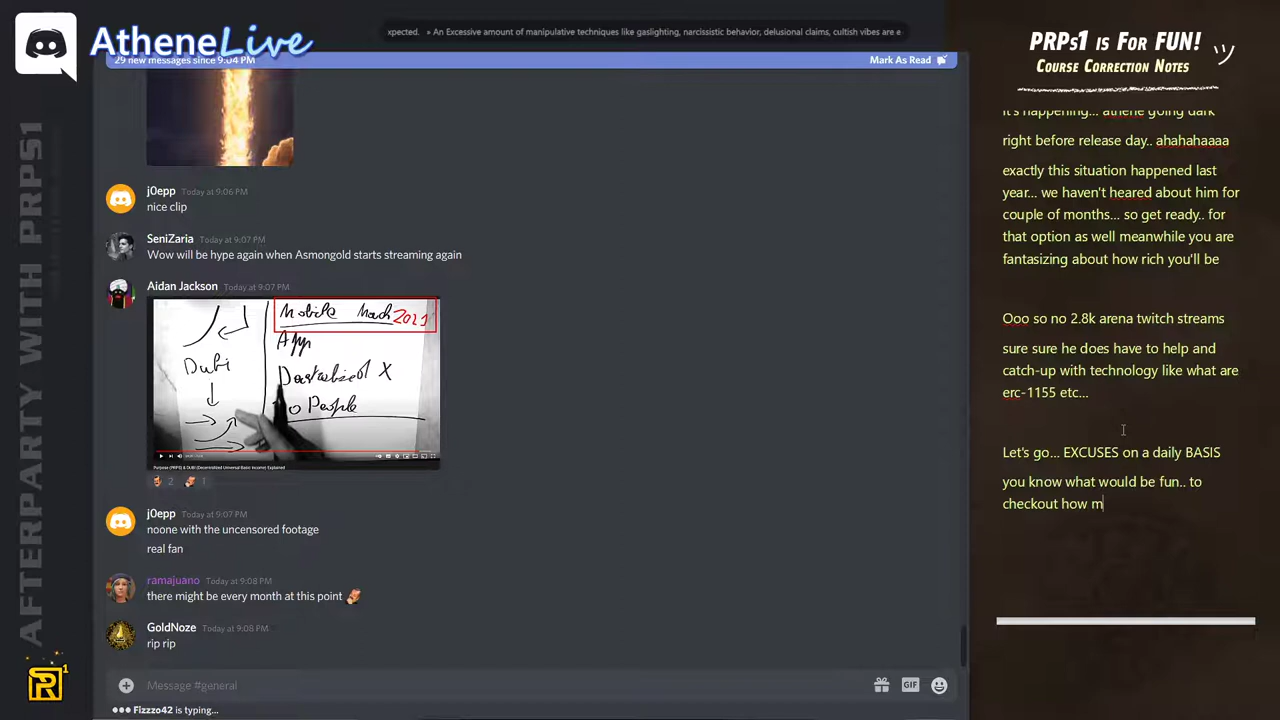 AtheneLive
xpected. » An Excessive amount of manipulative techniques like gaslighting, narcissistic behavior, delusional claims, cultish vibes are e
29 new messages since 9:04 PM
Mark As Read
AFTERPARTY WITH PRPS1
j0epp Today at 9:06 PM
nice clip
SeniZaria Today at 9:07 PM
Wow will be hype again when Asmongold starts streaming again
Aidan Jackson Today at 9:07 PM
Mobile March 2021
App
Dubi
People
Purpose (PRPS) & DUBI (Decentralized Universal Basic Income) Explained
2 1
j0epp Today at 9:07 PM
noone with the uncensored footage
real fan
ramajuano Today at 9:08 PM
there might be every month at this point
GoldNoze Today at 9:08 PM
rip rip
Message #general
GIF
Fizzzo42 is typing...
PRPS1 IS FOR FUN!
COURSE CORRECTION NOTES
it's happening... athene going dark
right before release day.. ahahahaaaa
exactly this situation happened last
year... we haven't heared about him for
couple of months... so get ready.. for
that option as well meanwhile you are
fantasizing about how rich you'll be
Ooo so no 2.8k arena twitch streams
sure sure he does have to help and
catch-up with technology like what are
erc-1155 etc...
Let's go... EXCUSES on a daily BASIS
you know what would be fun.. to
checkout how m